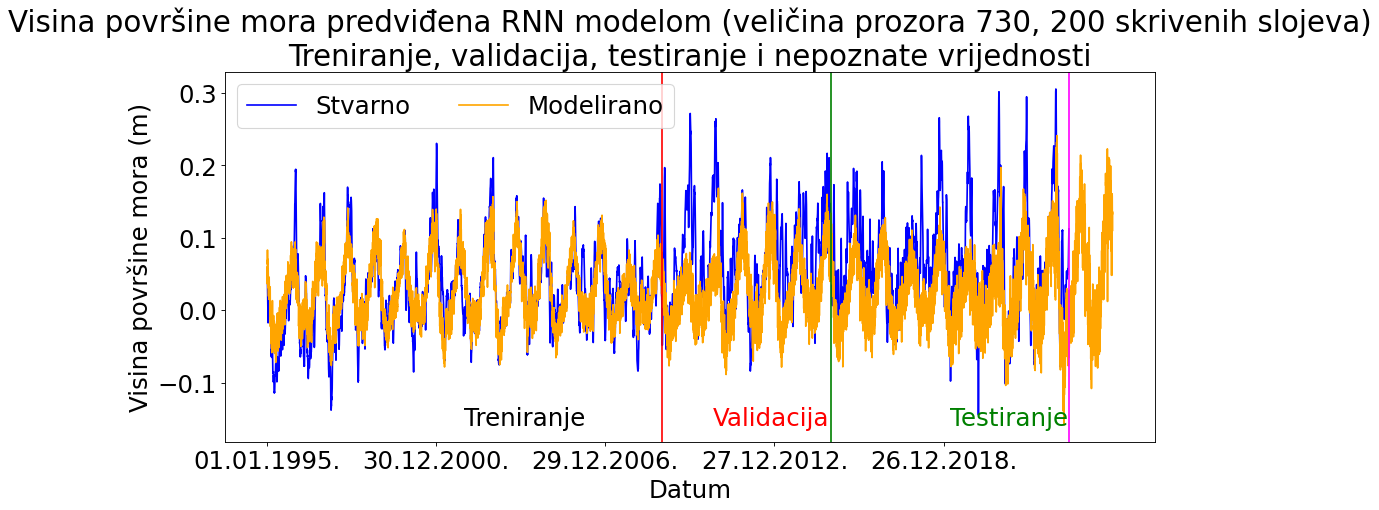 Visina površine mora predviđena RNN modelom (veličina prozora 730, 200 skrivenih slojeva)
Treniranje, validacija, testiranje i nepoznate vrijednosti
Stvarno Modelirano
0.3
0.2
0.1
0.0
−0.1
Visina površine mora (m)
Treniranje Validacija Testiranje
01.01.1995. 30.12.2000. 29.12.2006. 27.12.2012. 26.12.2018.
Datum